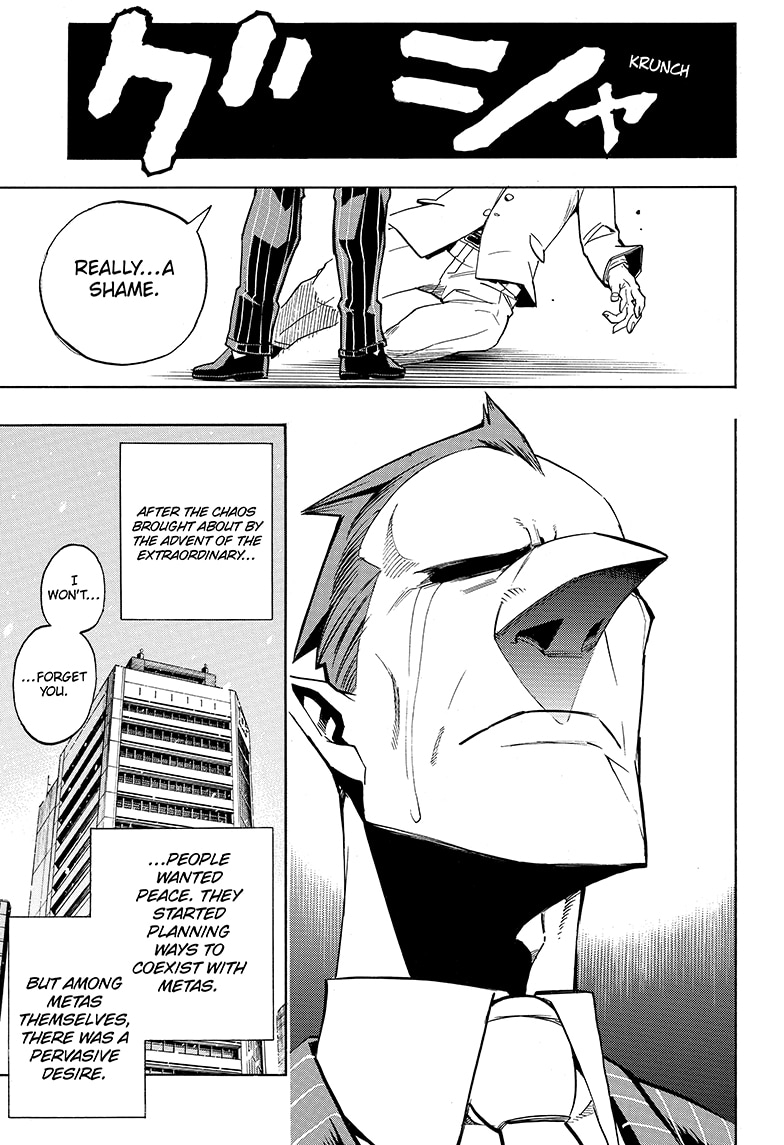 グシャ
KRUNCH
REALLY...A
SHAME.
AFTER THE CHAOS
BROUGHT ABOUT BY
THE ADVENT OF THE
EXTRAORDINARY...
I
WON'T...
...FORGET
YOU.
...PEOPLE
WANTED
PEACE. THEY
STARTED
PLANNING
WAYS TO
COEXIST WITH
METAS.
BUT AMONG
METAS
THEMSELVES,
THERE WAS A
PERVASIVE
DESIRE.